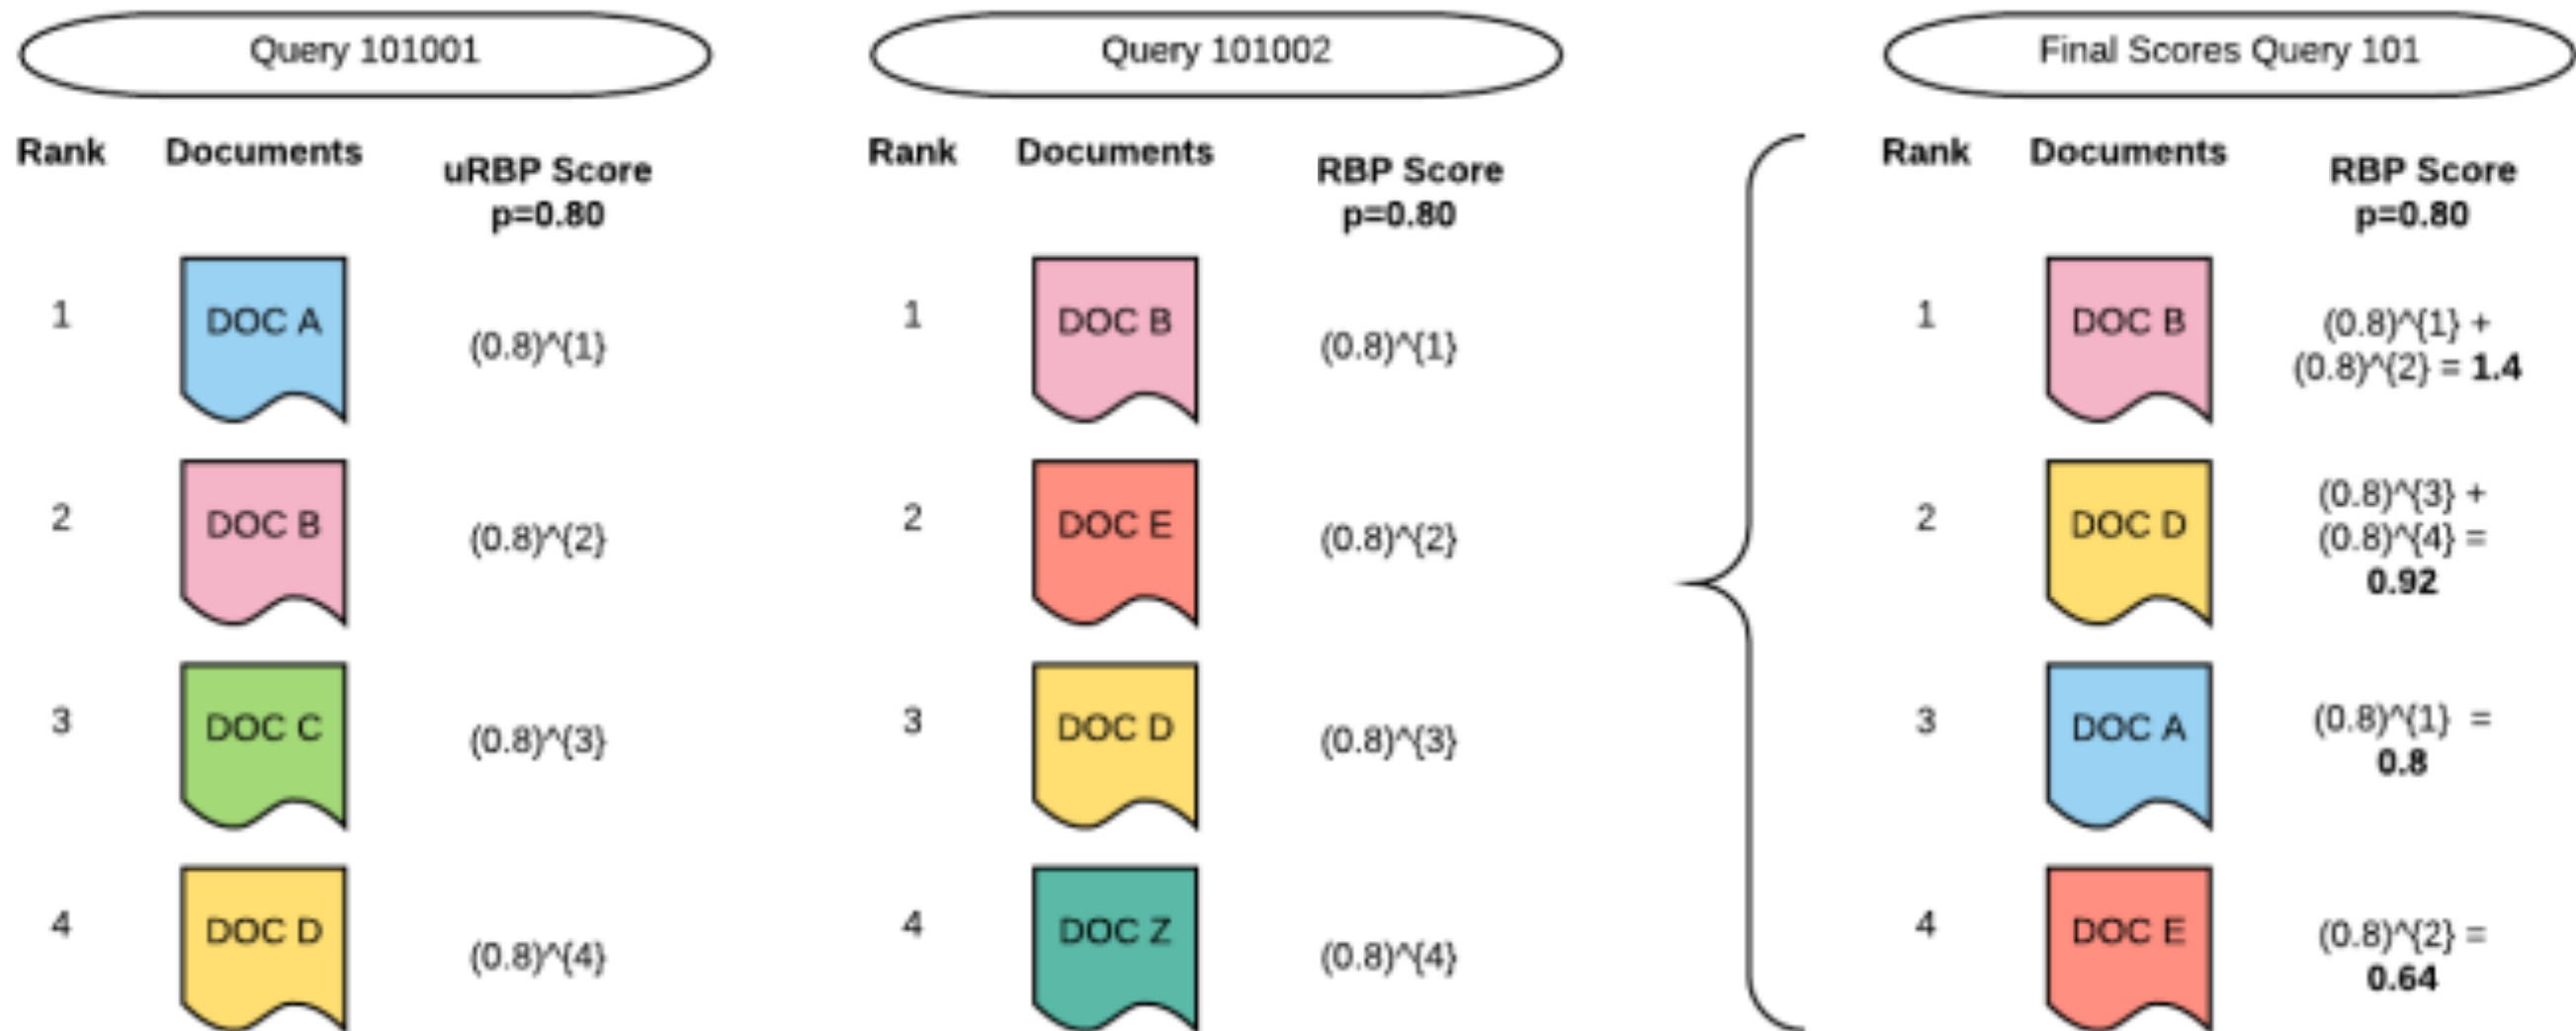 Query 101001
Rank Documents uRBP Score
p=0.80
1 DOC A (0.8)^{1}
2 DOC B (0.8)^{2}
3 DOC C (0.8)^{3}
4 DOC D (0.8)^{4}
Query 101002
Rank Documents RBP Score
p=0.80
1 DOC B (0.8)^{1}
2 DOC E (0.8)^{2}
3 DOC D (0.8)^{3}
4 DOC Z (0.8)^{4}
Final Scores Query 101
Rank Documents RBP Score
p=0.80
1 DOC B (0.8)^{1} +
(0.8)^{2} = 1.4
2 DOC D (0.8)^{3} +
(0.8)^{4} =
0.92
3 DOC A (0.8)^{1} =
0.8
4 DOC E (0.8)^{2} =
0.64